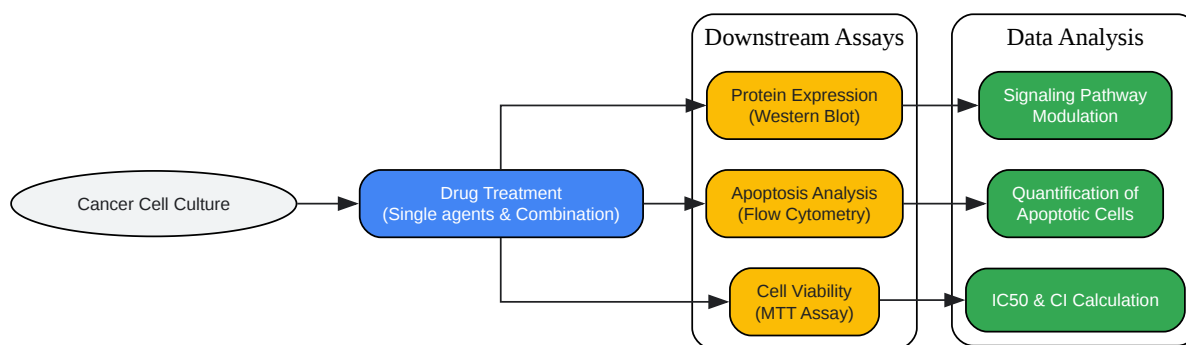 Downstream Assays
Data Analysis
Protein Expression
(Western Blot)
Signaling Pathway
Modulation
Cancer Cell Culture
Drug Treatment
(Single agents & Combination)
Apoptosis Analysis
(Flow Cytometry)
Quantification of
Apoptotic Cells
Cell Viability
(MTT Assay)
IC50 & CI Calculation